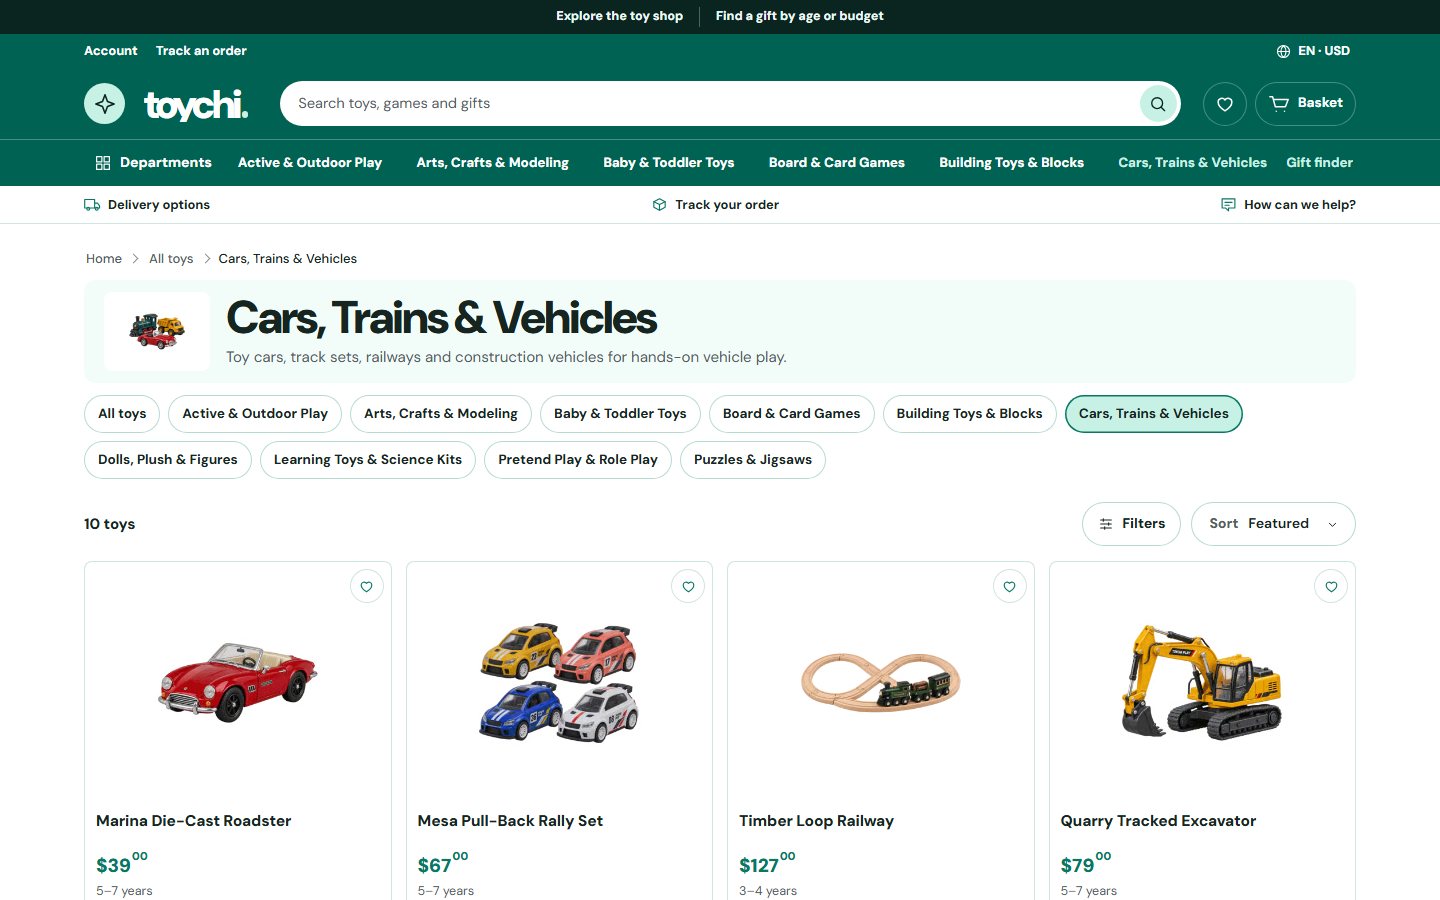 Explore the toy shop
Find a gift by age or budget
Account
Track an order
EN · USD
toychi.
Search toys, games and gifts
Basket
Departments
Active & Outdoor Play
Arts, Crafts & Modeling
Baby & Toddler Toys
Board & Card Games
Building Toys & Blocks
Cars, Trains & Vehicles
Gift finder
Delivery options
Track your order
How can we help?
Home
All toys
Cars, Trains & Vehicles
Cars, Trains & Vehicles
Toy cars, track sets, railways and construction vehicles for hands-on vehicle play.
All toys
Active & Outdoor Play
Arts, Crafts & Modeling
Baby & Toddler Toys
Board & Card Games
Building Toys & Blocks
Cars, Trains & Vehicles
Dolls, Plush & Figures
Learning Toys & Science Kits
Pretend Play & Role Play
Puzzles & Jigsaws
10 toys
Filters
Sort Featured
Marina Die-Cast Roadster
$39.00
5–7 years
Mesa Pull-Back Rally Set
$67.00
5–7 years
Timber Loop Railway
$127.00
3–4 years
Quarry Tracked Excavator
$79.00
5–7 years